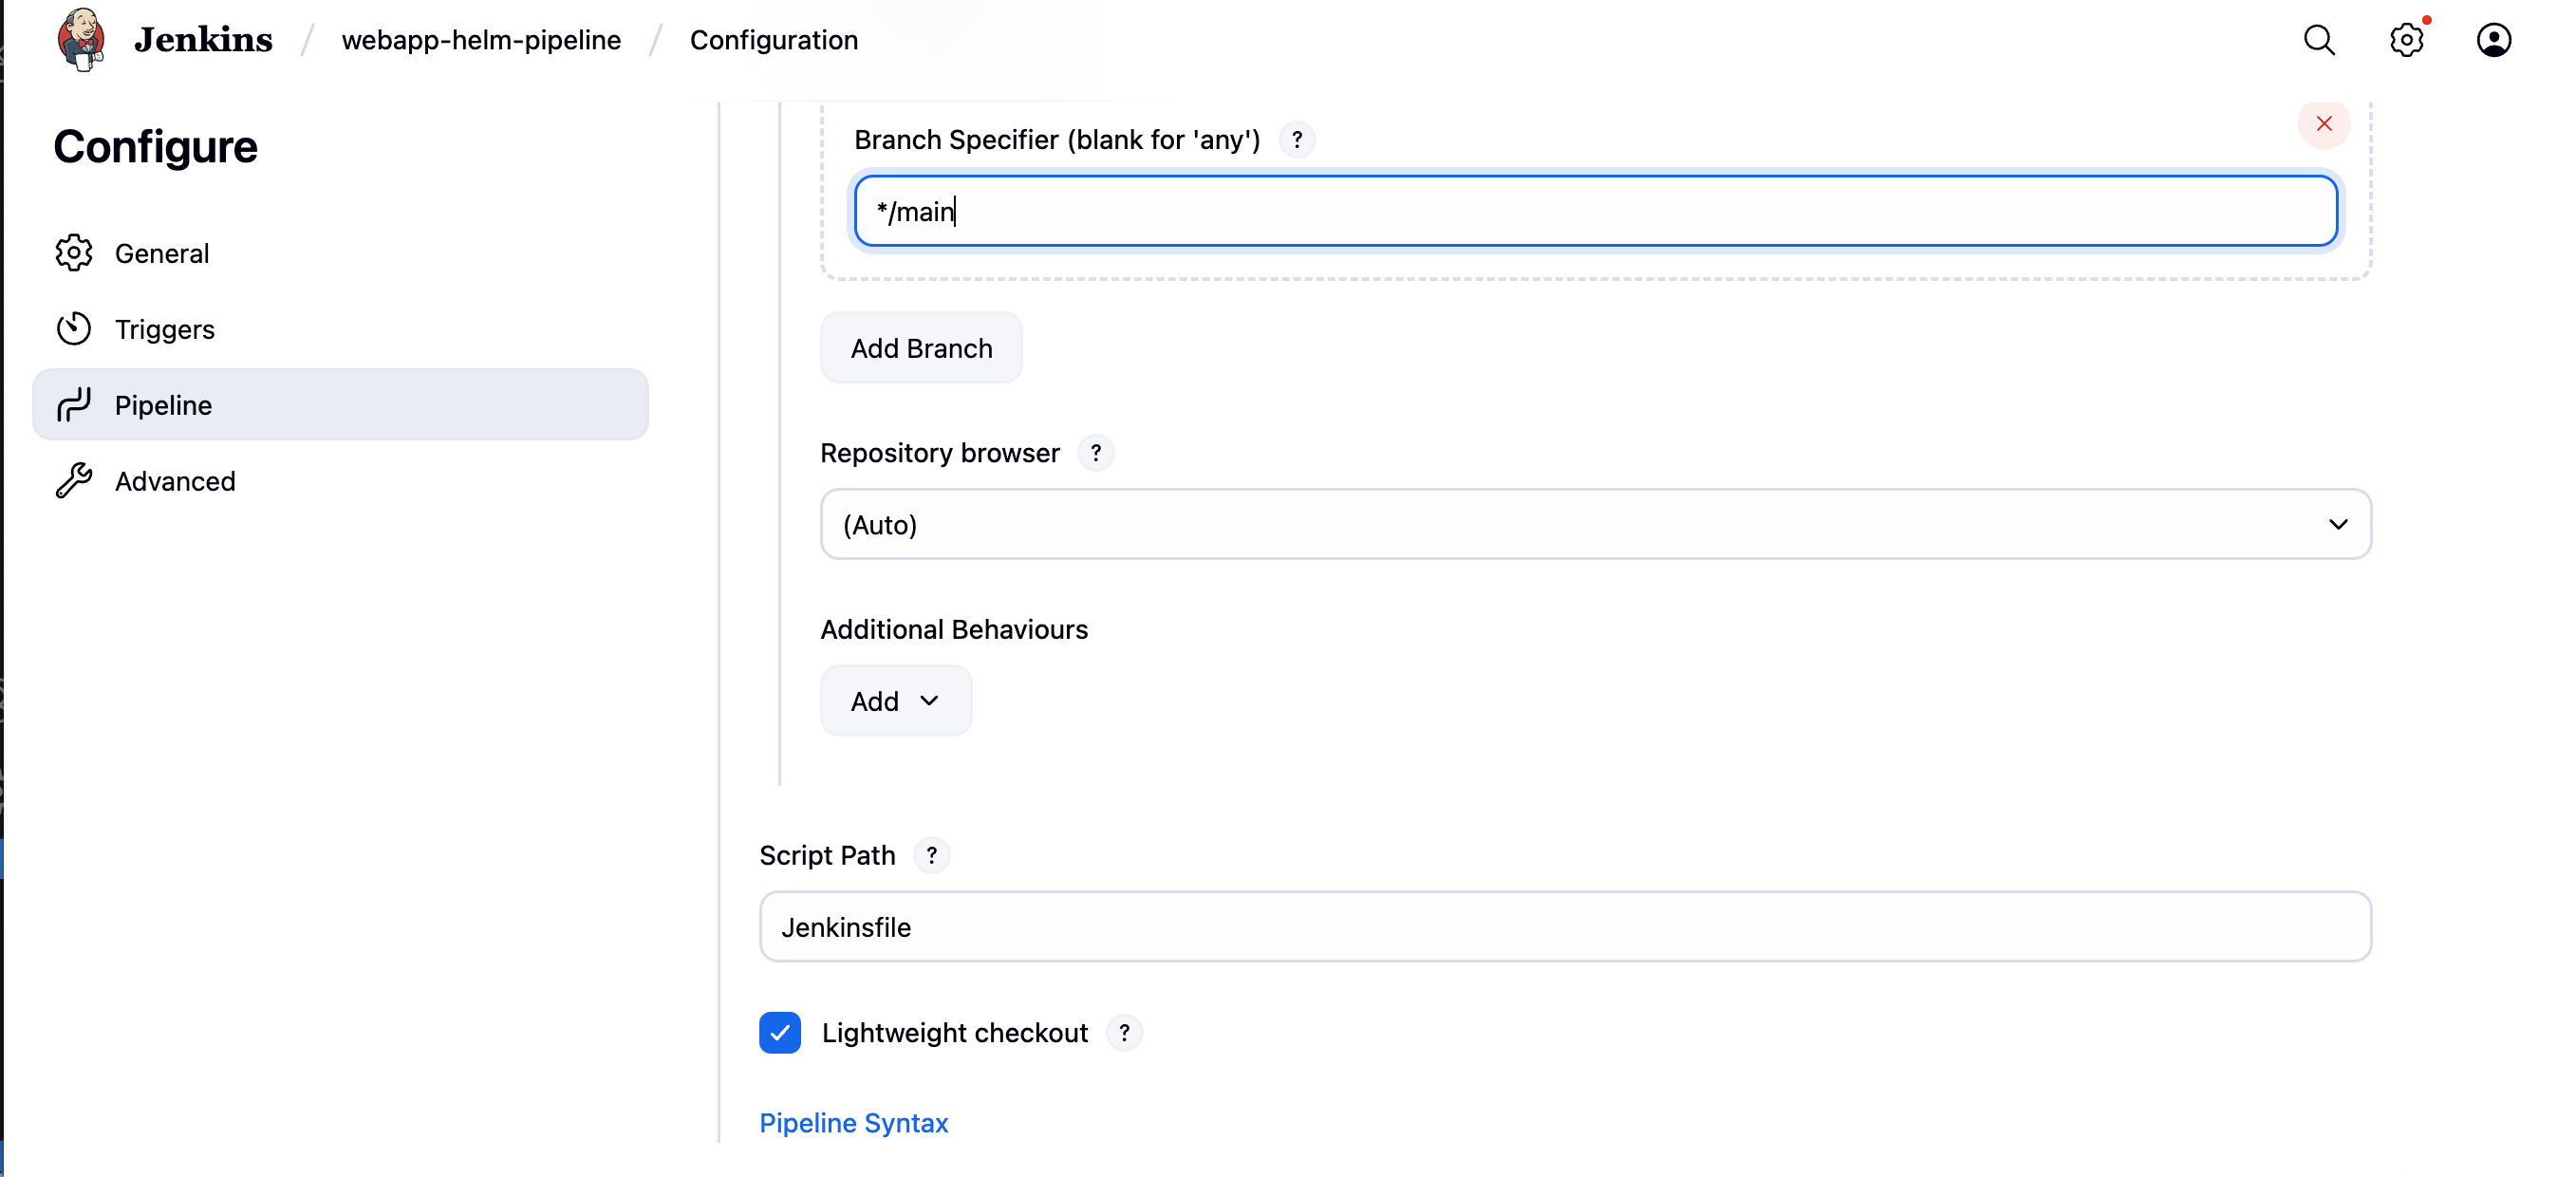 Jenkins / webapp-helm-pipeline / Configuration
Configure
General
Triggers
Pipeline
Advanced
Branch Specifier (blank for 'any') ?
*/main
Add Branch
Repository browser ?
(Auto)
Additional Behaviours
Add
Script Path ?
Jenkinsfile
Lightweight checkout ?
Pipeline Syntax